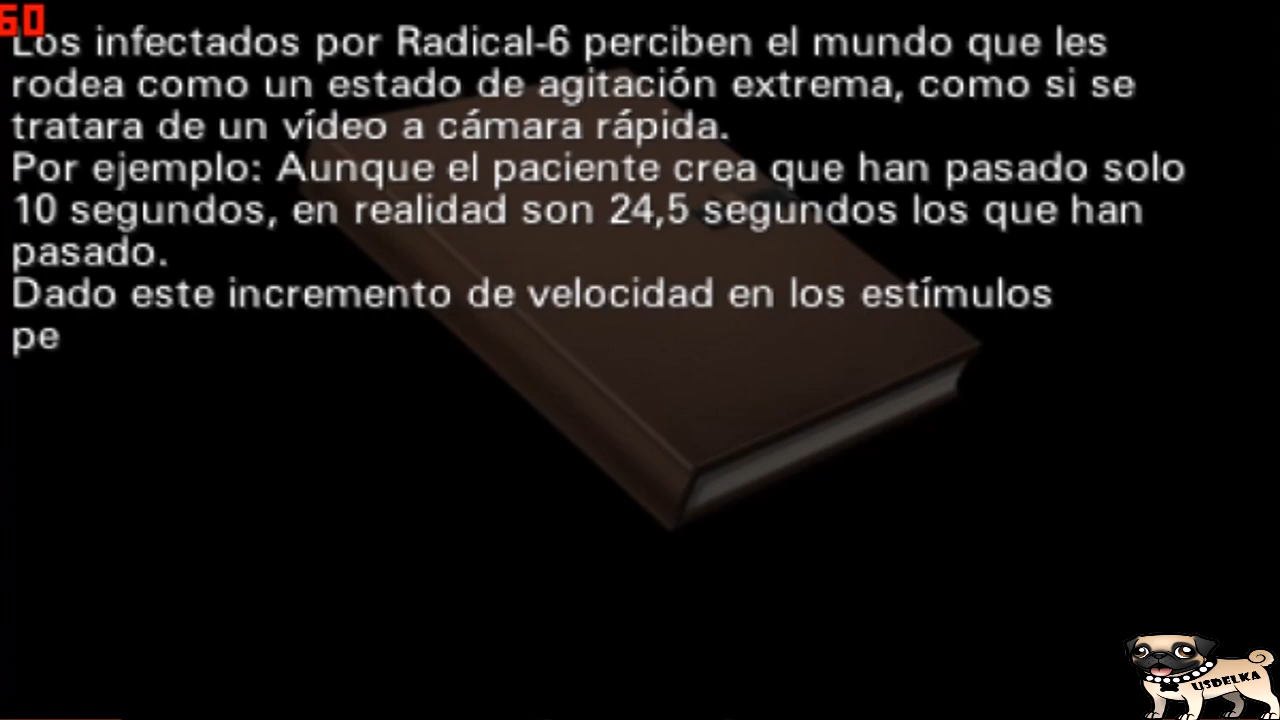 60
Los infectados por Radical-6 perciben el mundo que les
rodea como un estado de agitación extrema, como si se
tratara de un vídeo a cámara rápida.
Por ejemplo: Aunque el paciente crea que han pasado solo
10 segundos, en realidad son 24,5 segundos los que han
pasado.
Dado este incremento de velocidad en los estímulos
pe
USDELKA